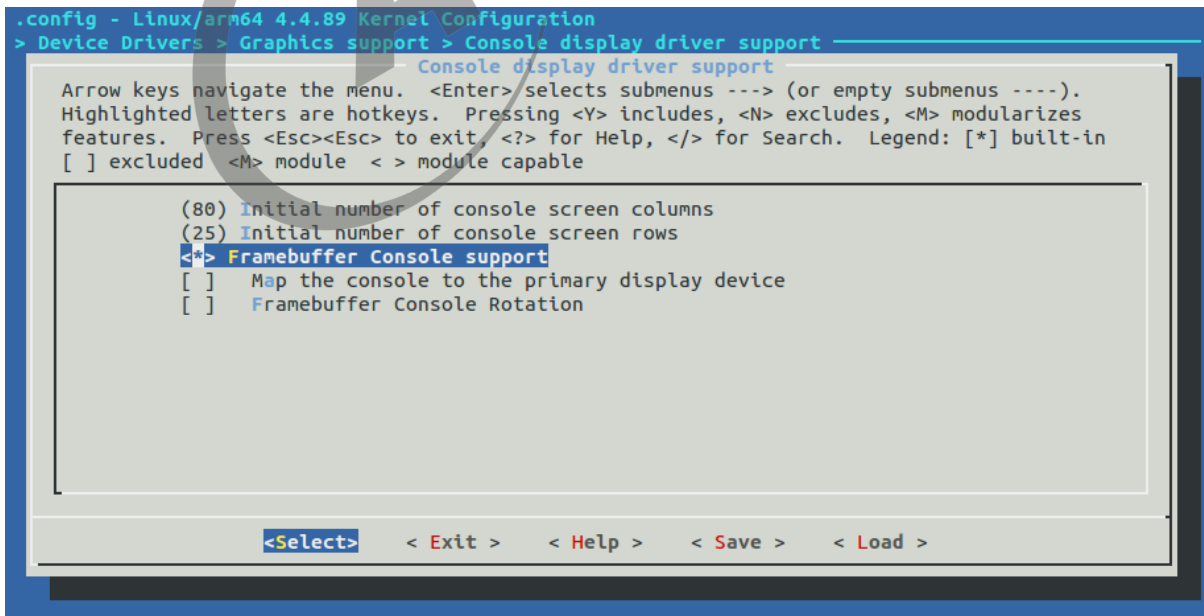 .config - Linux/arm64 4.4.89 Kernel Configuration
> Device Drivers > Graphics support > Console display driver support
Console display driver support
Arrow keys navigate the menu.  <Enter> selects submenus ---> (or empty submenus ----).
Highlighted letters are hotkeys.  Pressing <Y> includes, <N> excludes, <M> modularizes
features.  Press <Esc><Esc> to exit, <?> for Help, </> for Search.  Legend: [*] built-in
[ ] excluded  <M> module  < > module capable
(80) Initial number of console screen columns
(25) Initial number of console screen rows
<*> Framebuffer Console support
[ ]   Map the console to the primary display device
[ ]   Framebuffer Console Rotation
<Select>    < Exit >    < Help >    < Save >    < Load >